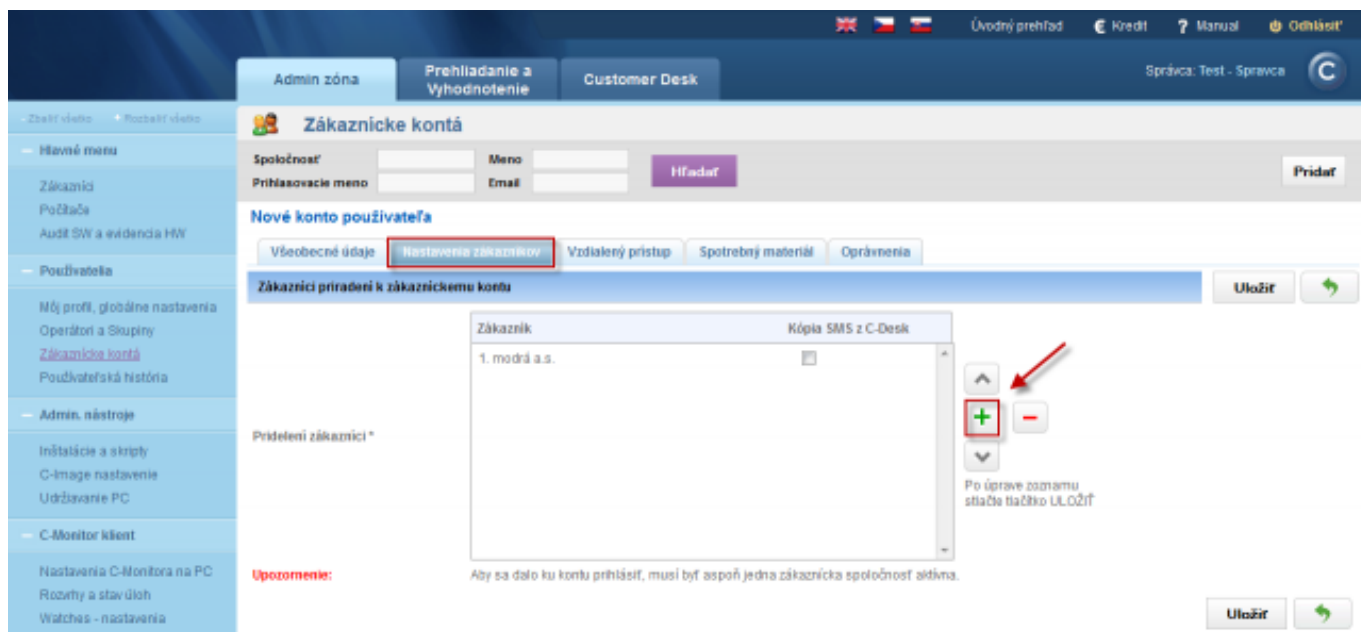 Úvodný prehľad € Kredit ? Manual Odhlásiť
Admin zóna
Prehliadanie a
Vyhodnotenie
Customer Desk
Správca: Test - Spravca
Zbaliť všetko Rozbaliť všetko
Hlavné menu
Zákazníci
Počítače
Audit SW a evidencia HW
Používatelia
Môj profil, globálne nastavenia
Operátori a Skupiny
Zákaznícke kontá
Používateľská história
Admin. nástroje
Inštalácie a skripty
C-Image nastavenie
Udržiavanie PC
C-Monitor klient
Nastavenia C-Monitora na PC
Rozvrhy a stav úloh
Watches - nastavenia
Zákaznícke kontá
Spoločnosť Meno
Prihlasovacie meno Email
Hľadať
Pridať
Nové konto používateľa
Všeobecné údaje Nastavenia zákazníkov Vzdialený prístup Spotrebný materiál Oprávnenia
Zákazníci priradení k zákazníckemu kontu Uložiť
Zákazník Kópia SMS z C-Desk
1. modrá a.s.
Pridelení zákazníci *
Po úprave zoznamu
stlačte tlačítko ULOŽIŤ
Upozornenie: Aby sa dalo ku kontu prihlásiť, musí byť aspoň jedna zákaznícka spoločnosť aktívna.
Uložiť